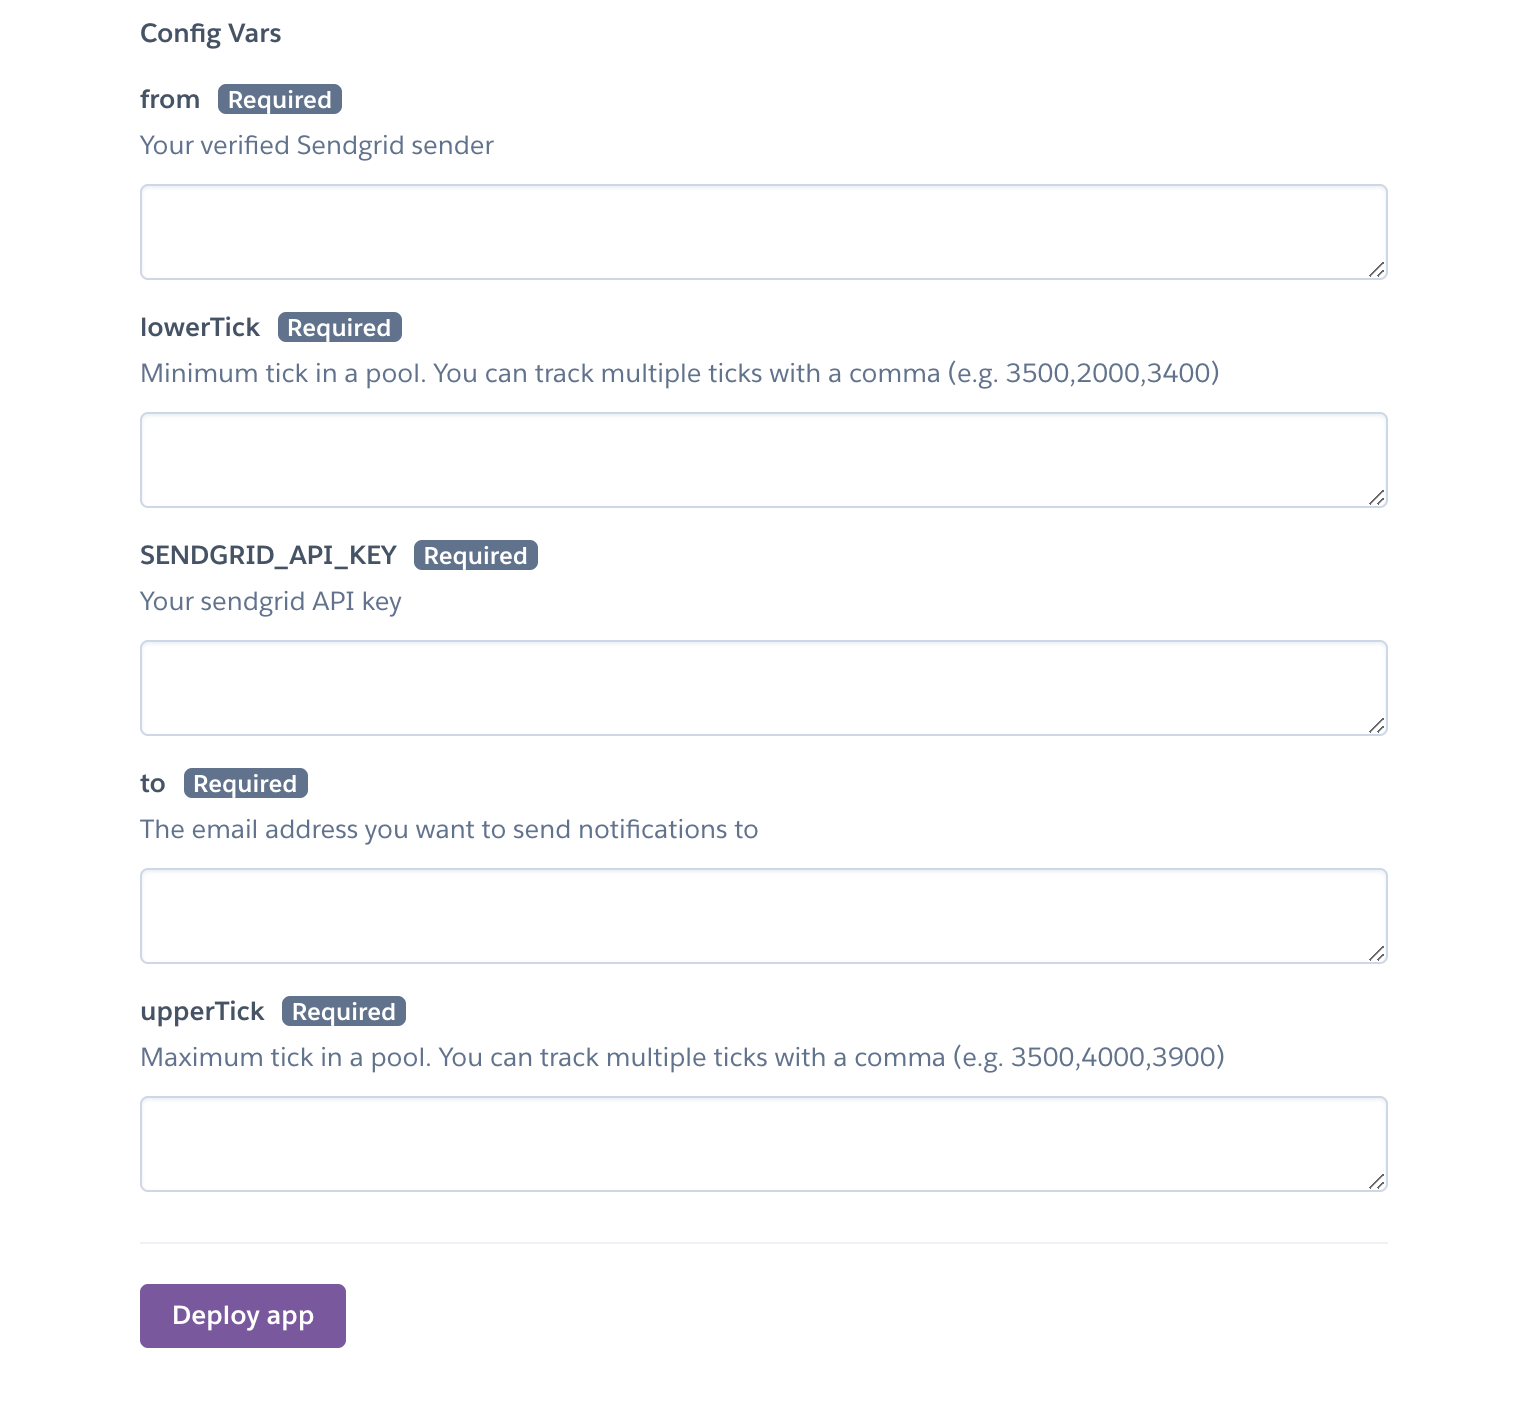 Config Vars
from Required
Your verified Sendgrid sender
lowerTick Required
Minimum tick in a pool. You can track multiple ticks with a comma (e.g. 3500,2000,3400)
SENDGRID_API_KEY Required
Your sendgrid API key
to Required
The email address you want to send notifications to
upperTick Required
Maximum tick in a pool. You can track multiple ticks with a comma (e.g. 3500,4000,3900)
Deploy app